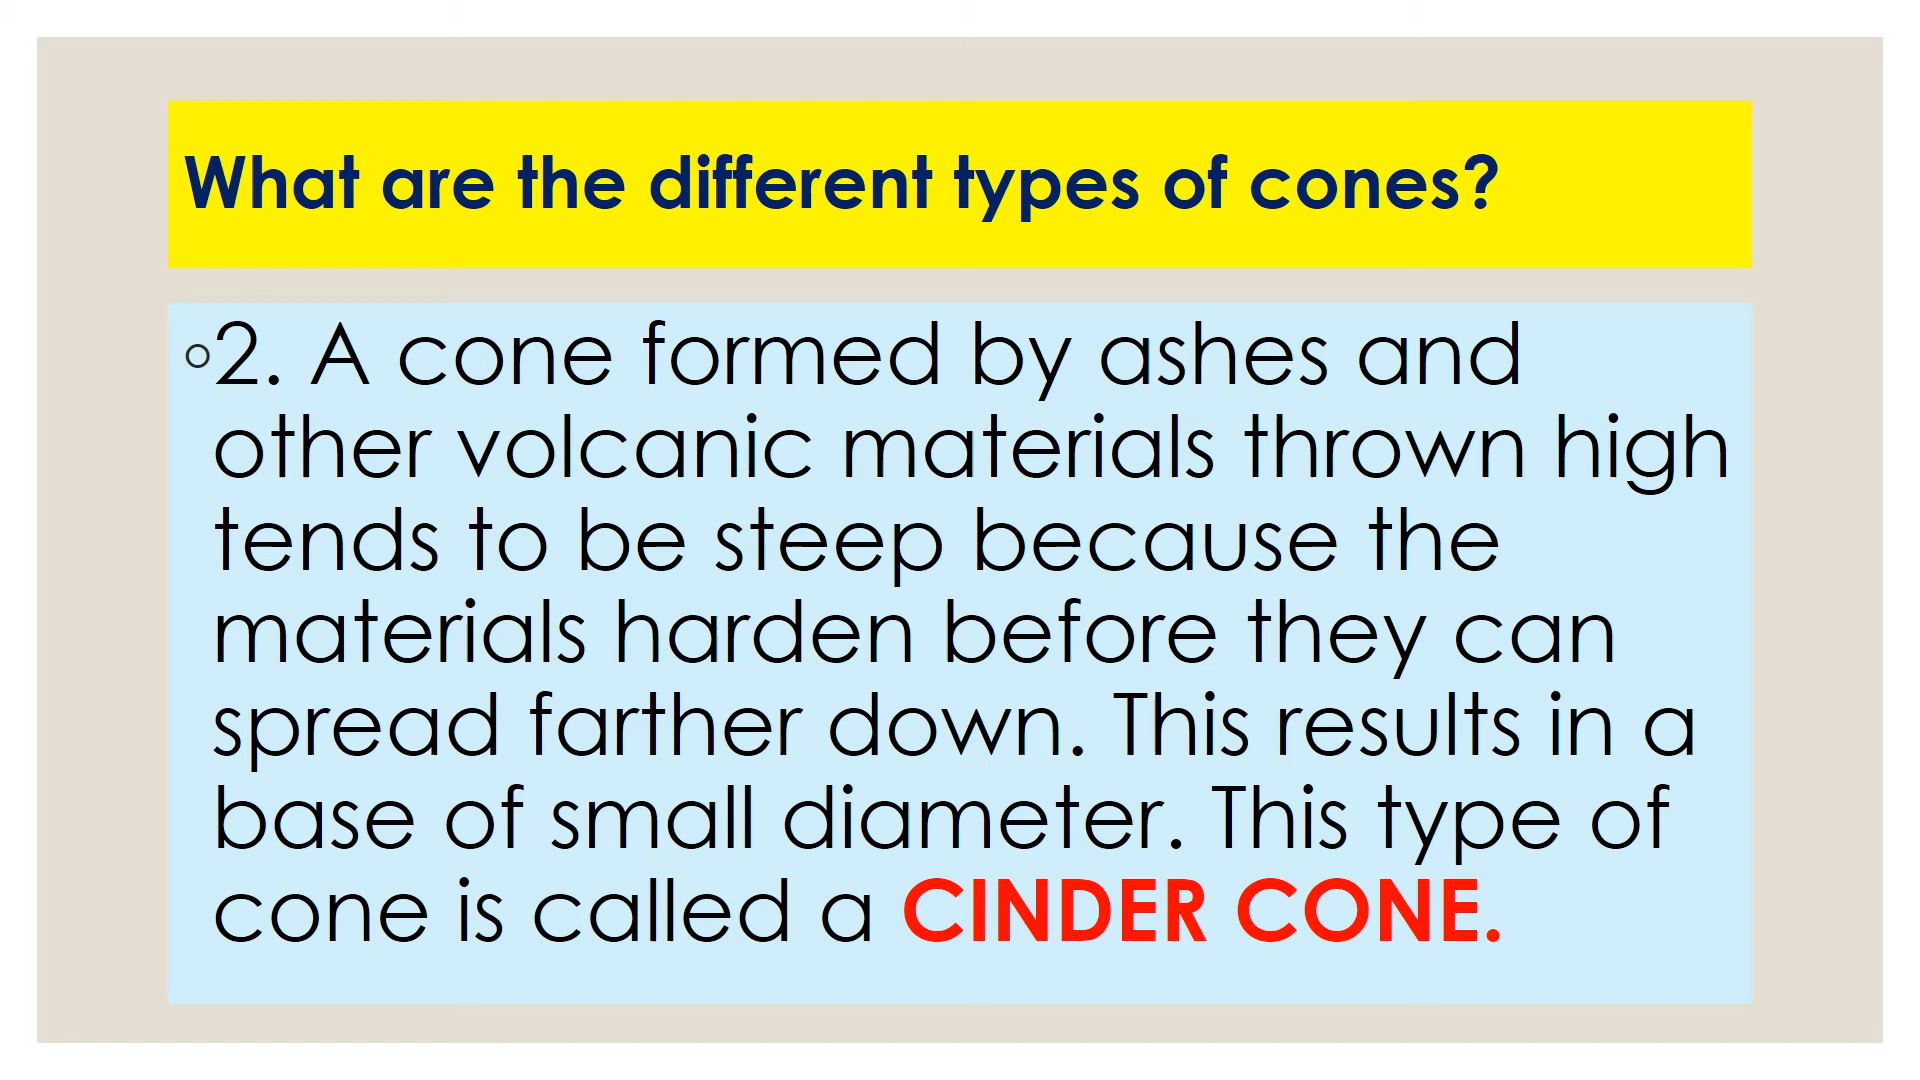 What are the different types of cones?
◦2. A cone formed by ashes and
other volcanic materials thrown high
tends to be steep because the
materials harden before they can
spread farther down. This results in a
base of small diameter. This type of
cone is called a CINDER CONE.